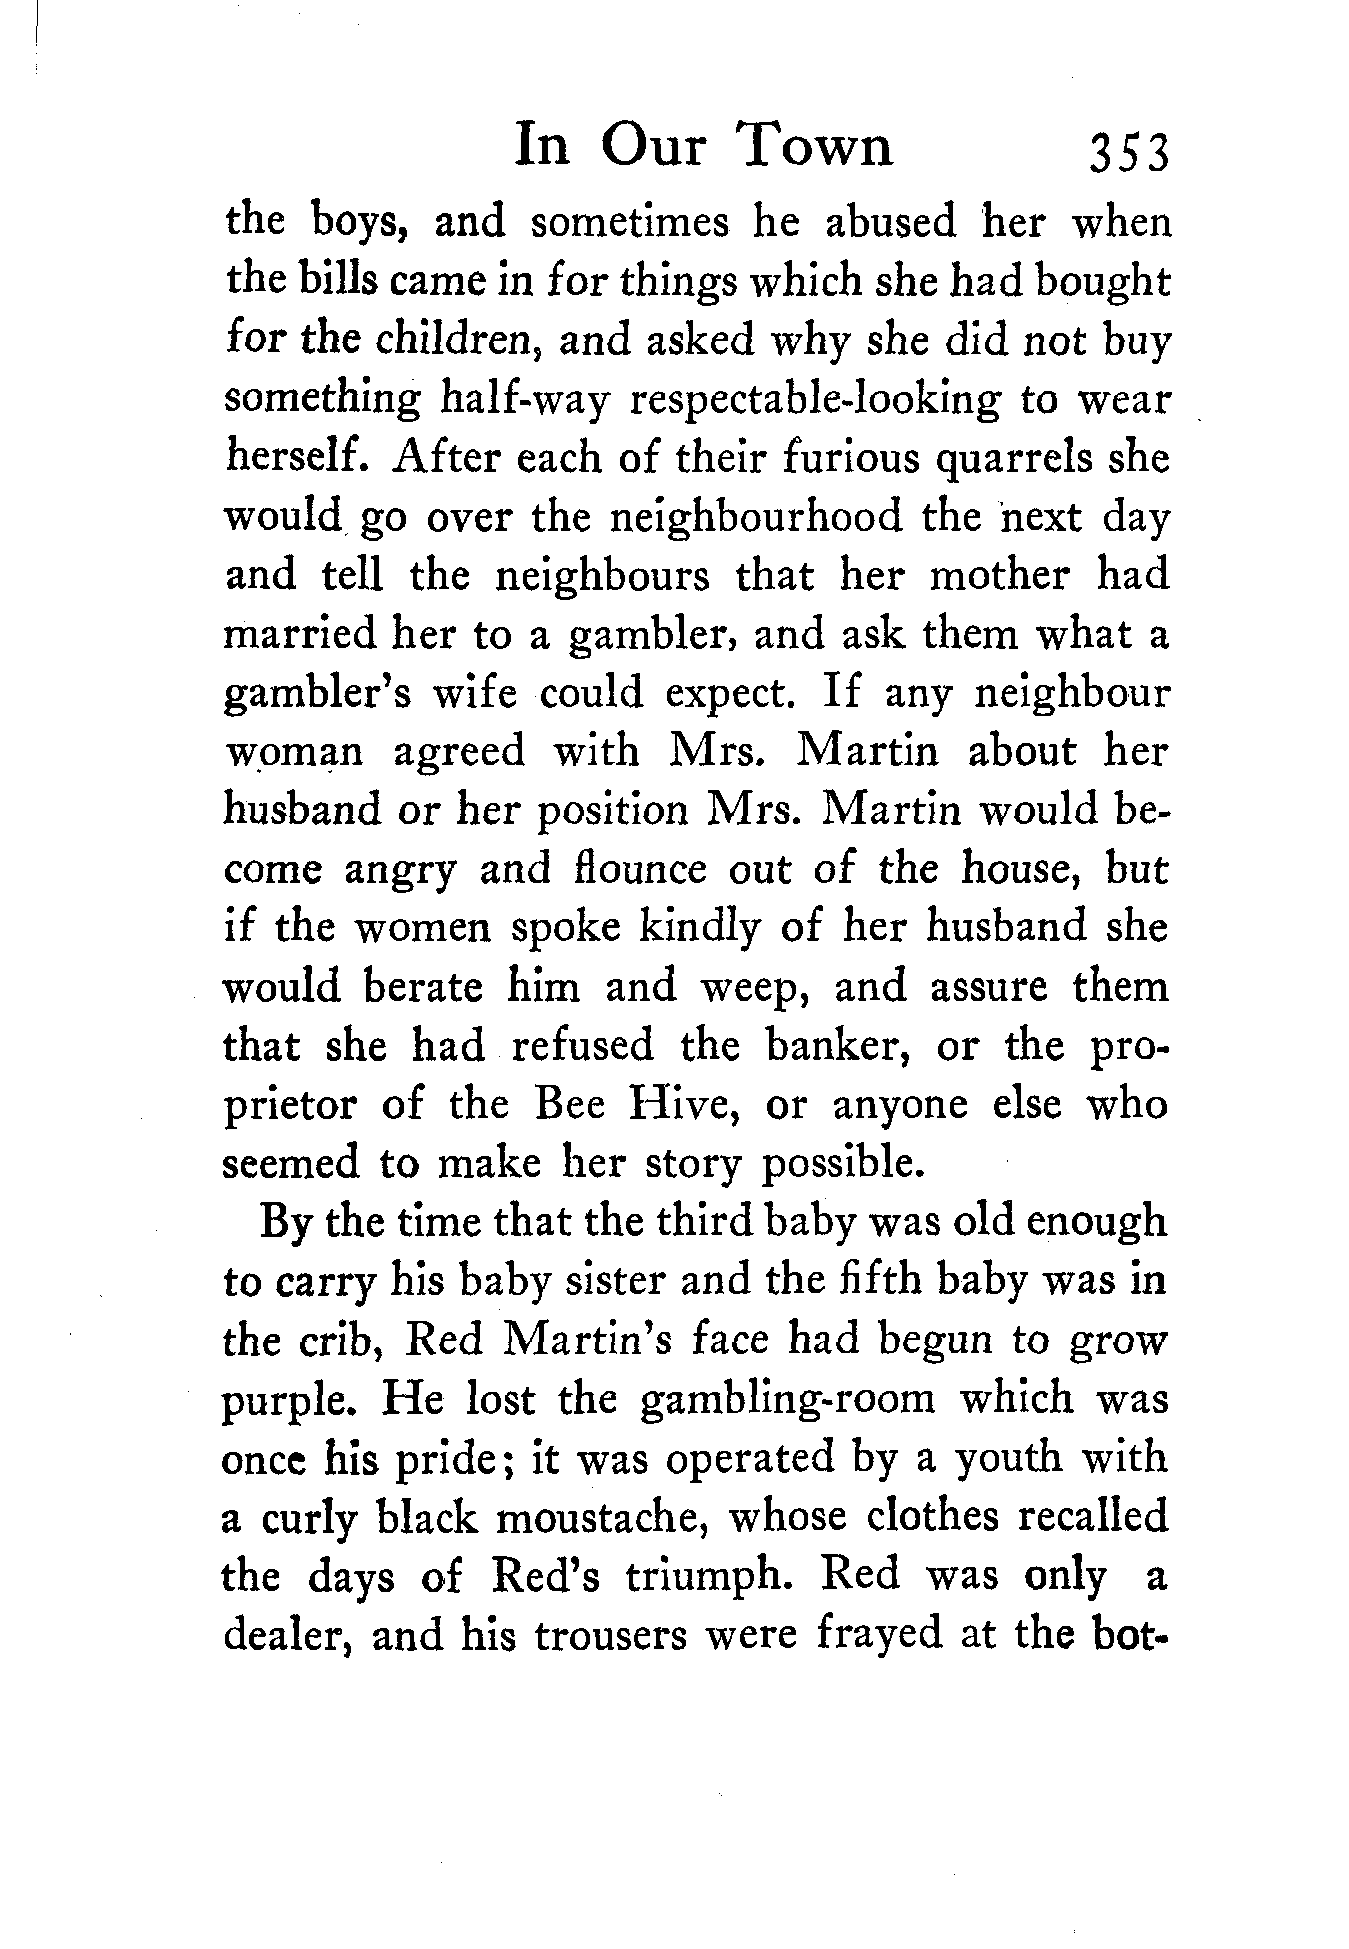 In Our Town 353
the boys, and sometimes he abused her when
the bills came in for things which she had bought
for the children, and asked why she did not buy
something half-way respectable-looking to wear
herself. After each of their furious quarrels she
would go over the neighbourhood the next day
and tell the neighbours that her mother had
married her to a gambler, and ask them what a
gambler's wife could expect. If any neighbour
woman agreed with Mrs. Martin about her
husband or her position Mrs. Martin would be-
come angry and flounce out of the house, but
if the women spoke kindly of her husband she
would berate him and weep, and assure them
that she had refused the banker, or the pro-
prietor of the Bee Hive, or anyone else who
seemed to make her story possible.
By the time that the third baby was old enough
to carry his baby sister and the fifth baby was in
the crib, Red Martin's face had begun to grow
purple. He lost the gambling-room which was
once his pride; it was operated by a youth with
a curly black moustache, whose clothes recalled
the days of Red's triumph. Red was only a
dealer, and his trousers were frayed at the bot-